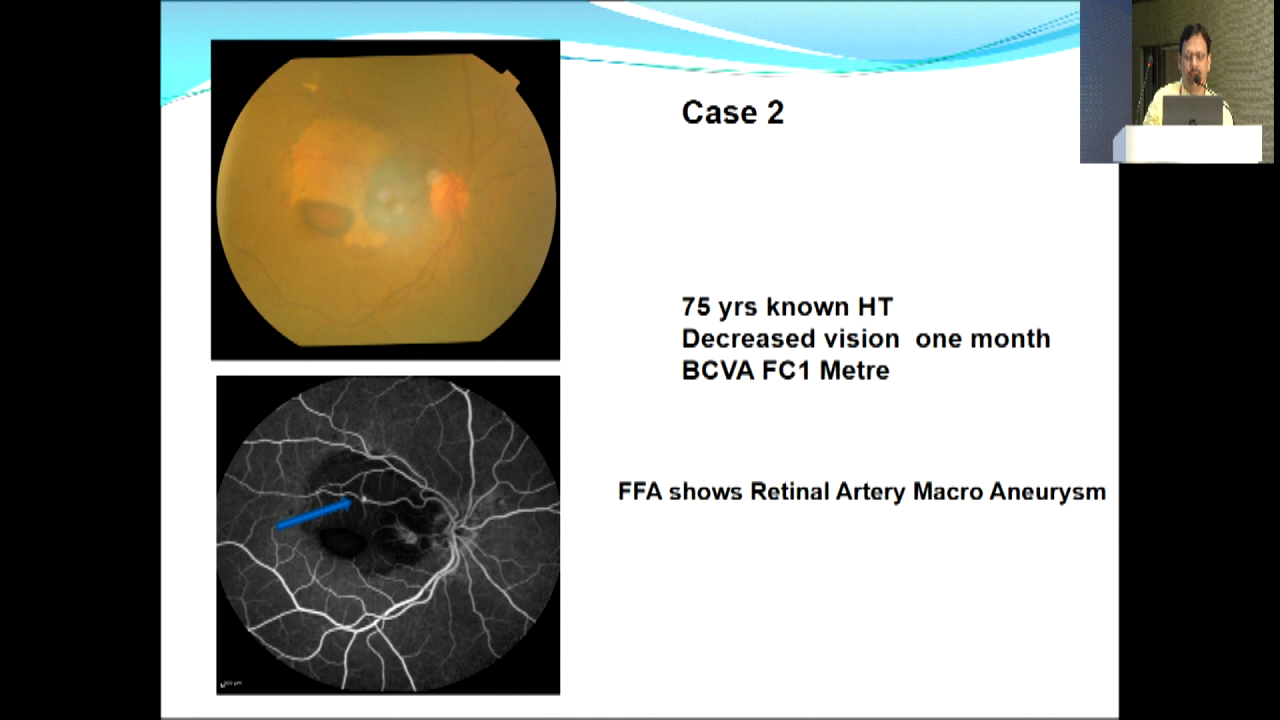 Case 2
75 yrs known HT
Decreased vision one month
BCVA FC1 Metre
FFA shows Retinal Artery Macro Aneurysm